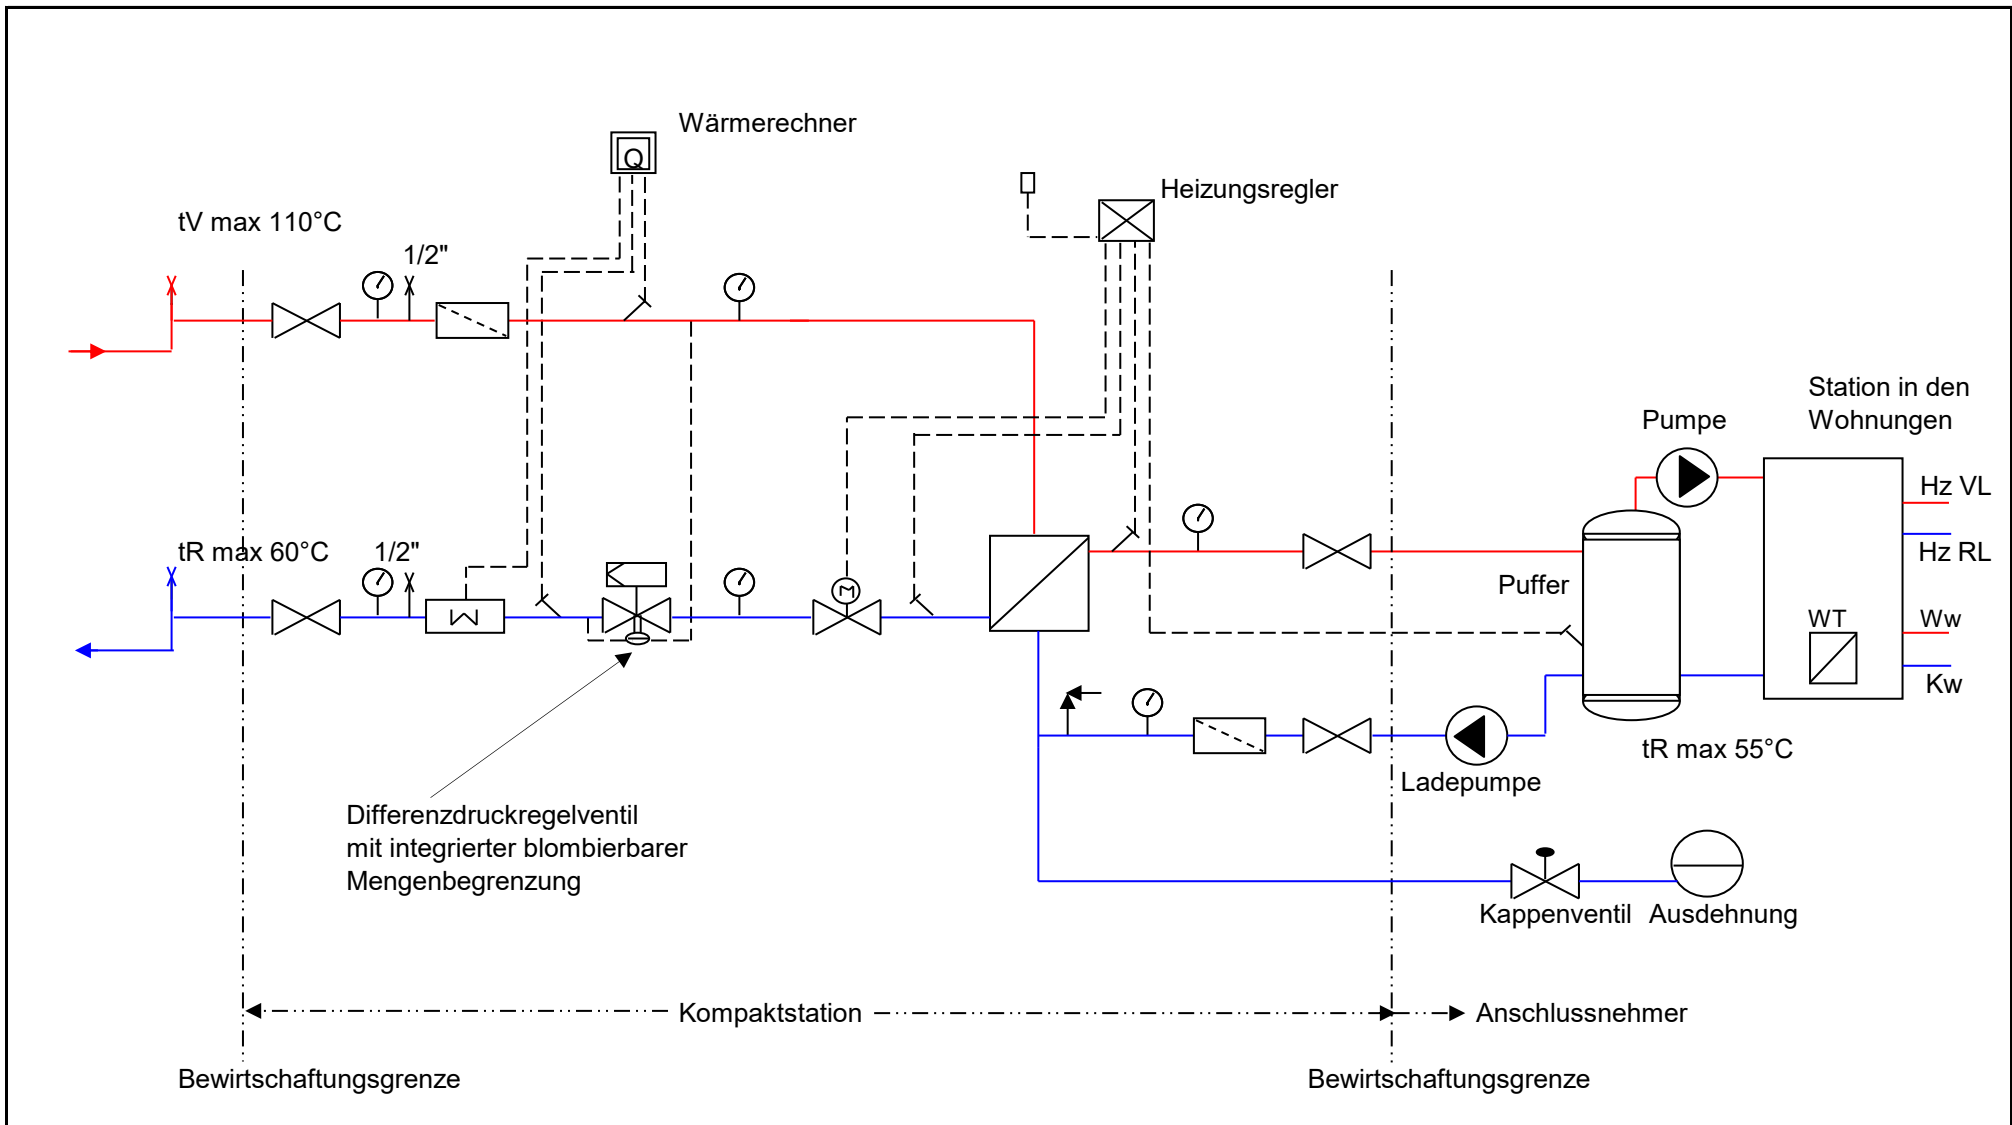 Wärmerechner
Q
Heizungsregler
tV max 110°C
1/2"
Station in den
Wohnungen
Pumpe
Hz VL
Hz RL
tR max 60°C
1/2"
M
Puffer
WT
Ww
Kw
tR max 55°C
Ladepumpe
Differenzdruckregelventil
mit integrierter blombierbarer
Mengenbegrenzung
Kappenventil
Ausdehnung
Kompaktstation
Anschlussnehmer
Bewirtschaftungsgrenze
Bewirtschaftungsgrenze